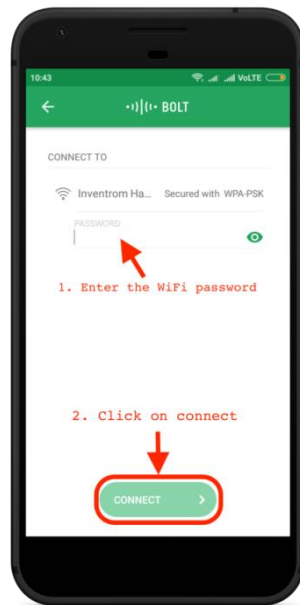 10:43 VoLTE
BOLT
CONNECT TO
Inventrom Ha... Secured with WPA-PSK
PASSWORD
1. Enter the WiFi password
2. Click on connect
CONNECT